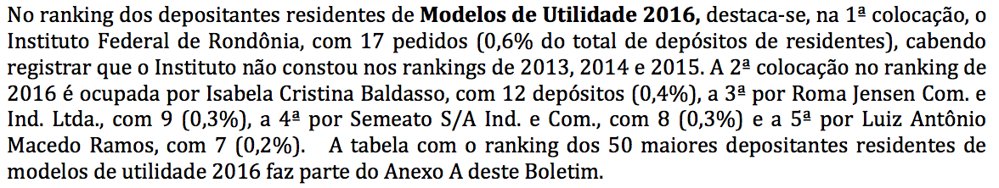 No ranking dos depositantes residentes de Modelos de Utilidade 2016, destaca-se, na 1ª colocação, o
Instituto Federal de Rondônia, com 17 pedidos (0,6% do total de depósitos de residentes), cabendo
registrar que o Instituto não constou nos rankings de 2013, 2014 e 2015. A 2ª colocação no ranking de
2016 é ocupada por Isabela Cristina Baldasso, com 12 depósitos (0,4%), a 3ª por Roma Jensen Com. e
Ind. Ltda., com 9 (0,3%), a 4ª por Semeato S/A Ind. e Com., com 8 (0,3%) e a 5ª por Luiz Antônio
Macedo Ramos, com 7 (0,2%). A tabela com o ranking dos 50 maiores depositantes residentes de
modelos de utilidade 2016 faz parte do Anexo A deste Boletim.